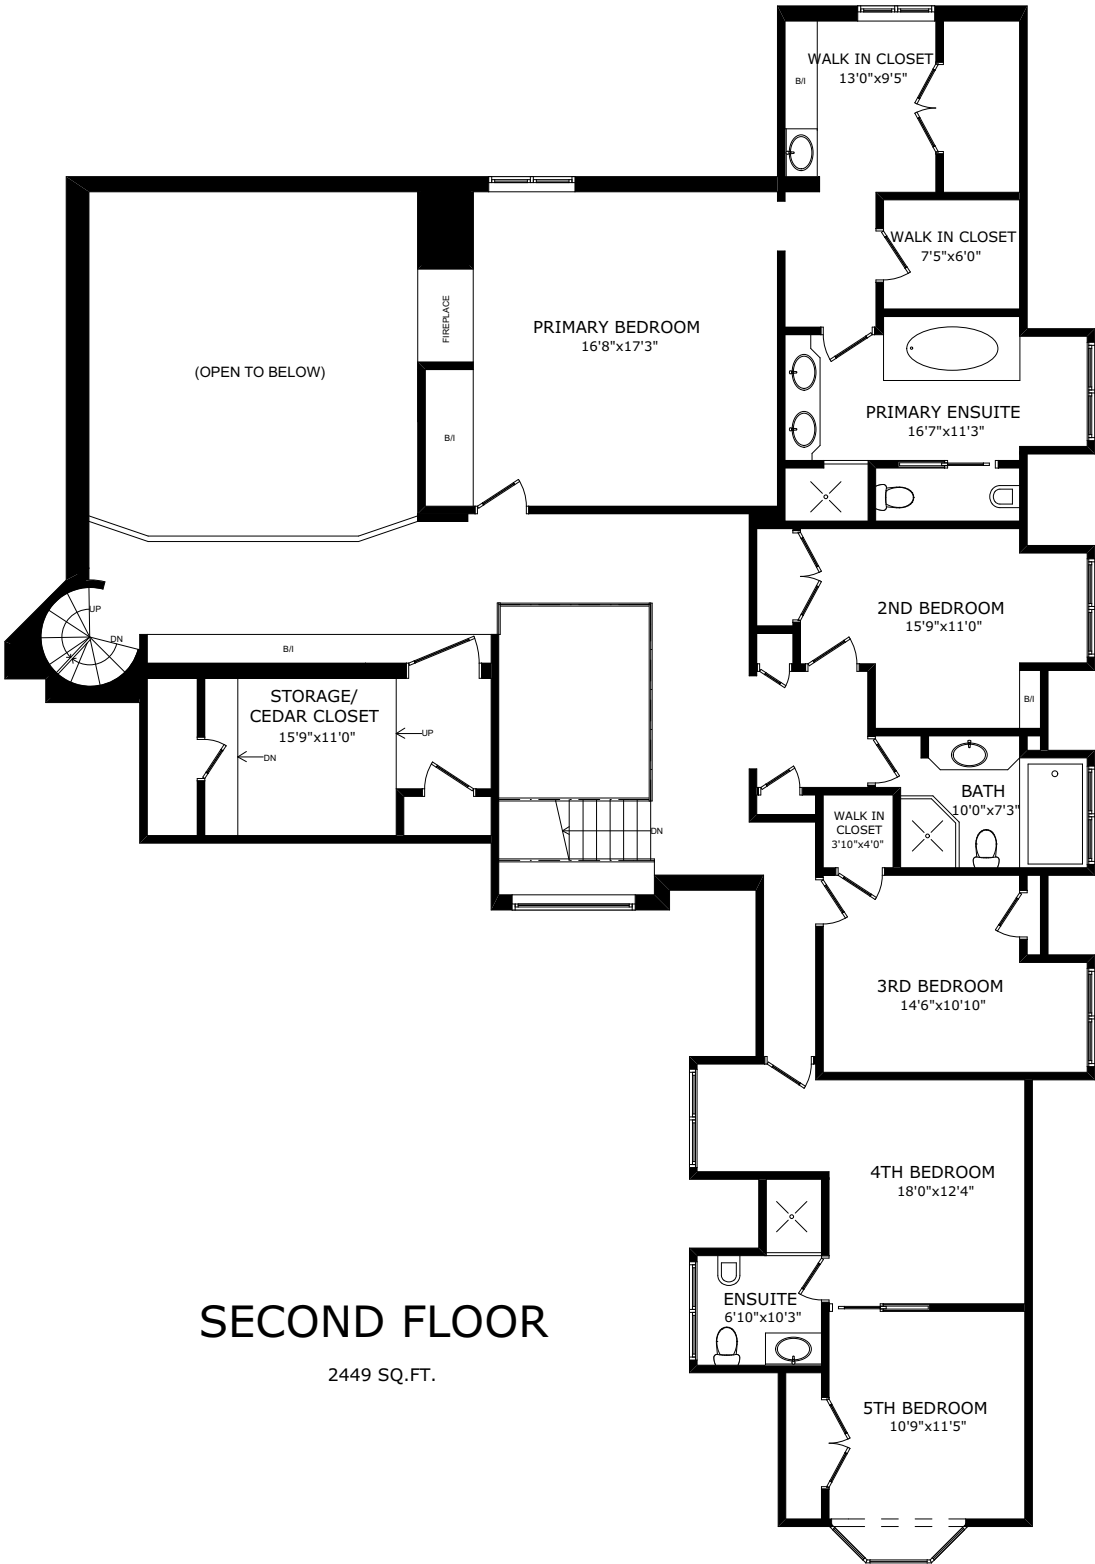 WALK IN CLOSET
13'0"x9'5"
B/I
WALK IN CLOSET
7'5"x6'0"
FIREPLACE
PRIMARY BEDROOM
16'8"x17'3"
(OPEN TO BELOW)
B/I
PRIMARY ENSUITE
16'7"x11'3"
2ND BEDROOM
15'9"x11'0"
UP
DN
B/I
STORAGE/
CEDAR CLOSET
15'9"x11'0"
UP
DN
B/I
BATH
10'0"x7'3"
WALK IN
CLOSET
3'10"x4'0"
DN
3RD BEDROOM
14'6"x10'10"
4TH BEDROOM
18'0"x12'4"
ENSUITE
6'10"x10'3"
SECOND FLOOR
2449 SQ.FT.
5TH BEDROOM
10'9"x11'5"